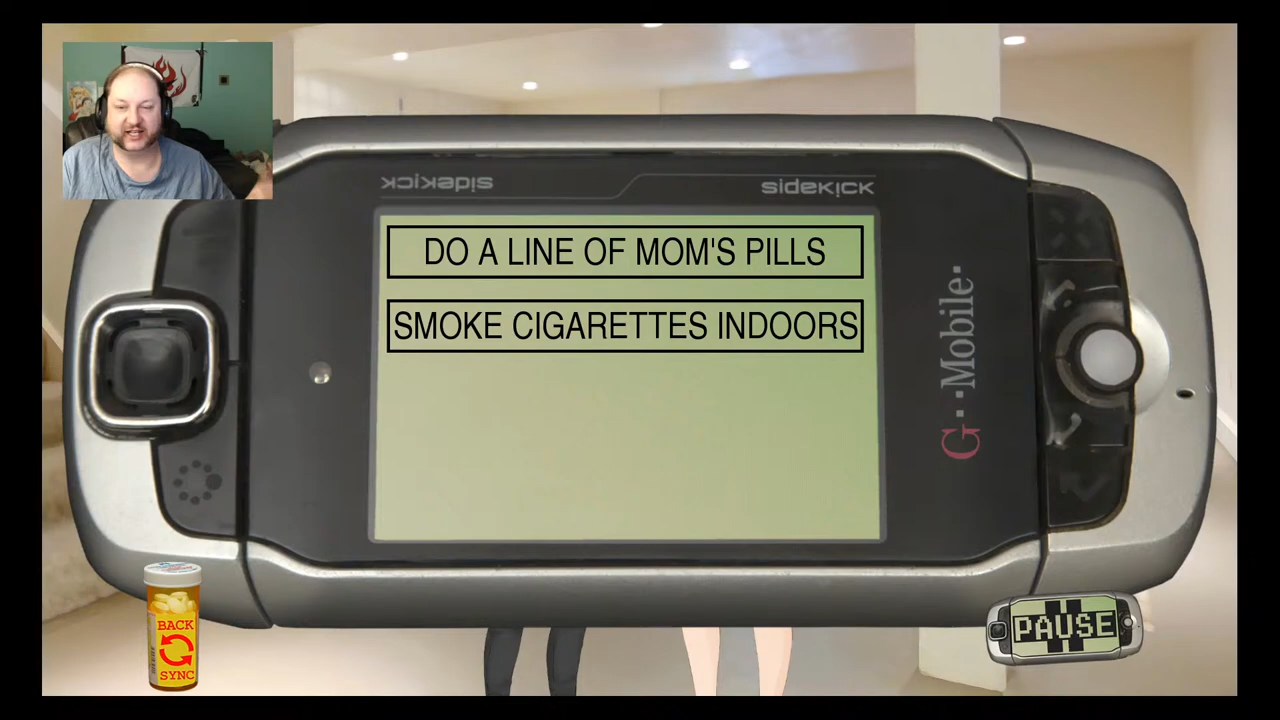 sidekick
sidekick
DO A LINE OF MOM'S PILLS
SMOKE CIGARETTES INDOORS
G··Mobile·
BACK
SYNC
PAUSE